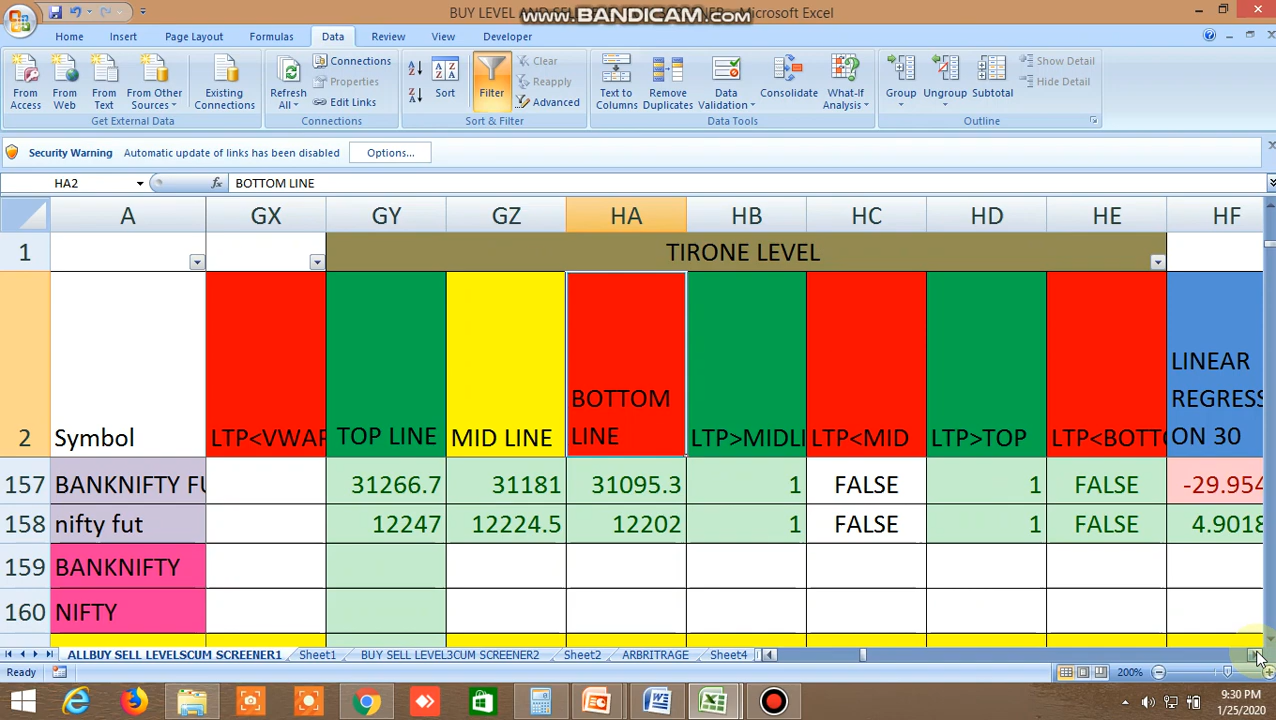 BUY LEVEL AND
www.BANDICAM.com
- Microsoft Excel
Home Insert Page Layout Formulas Data Review View Developer
From Access
From Web
From Text
From Other Sources
Existing Connections
Get External Data
Refresh All
Connections
Properties
Edit Links
Connections
Sort
Filter
Clear
Reapply
Advanced
Sort & Filter
Text to Columns
Remove Duplicates
Data Validation
Consolidate
What-If Analysis
Data Tools
Group
Ungroup
Subtotal
Show Detail
Hide Detail
Outline
Security Warning Automatic update of links has been disabled Options...
HA2 fx BOTTOM LINE
A GX GY GZ HA HB HC HD HE HF
1 TIRONE LEVEL
2 Symbol LTP<VWAP TOP LINE MID LINE BOTTOM LINE LTP>MIDLI LTP<MID LTP>TOP LTP<BOTTO LINEAR REGRESS ON 30
157 BANKNIFTY FU 31266.7 31181 31095.3 1 FALSE 1 FALSE -29.954
158 nifty fut 12247 12224.5 12202 1 FALSE 1 FALSE 4.9018
159 BANKNIFTY
160 NIFTY
ALLBUY SELL LEVELSCUM SCREENER1 Sheet1 BUY SELL LEVEL3CUM SCREENER2 Sheet2 ARBRITRAGE Sheet4
Ready 200%
9:30 PM
1/25/2020